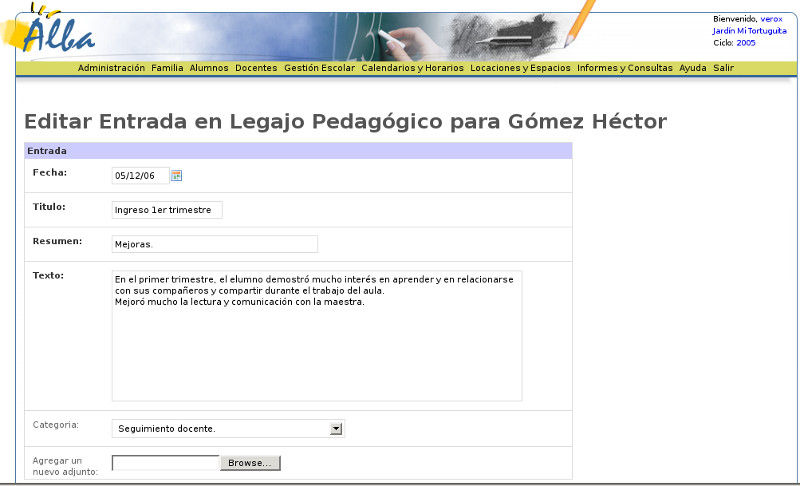 Alba
Bienvenido, verox
Jardín Mi Tortuguita
Ciclo: 2005
Administración Familia Alumnos Docentes Gestión Escolar Calendarios y Horarios Locaciones y Espacios Informes y Consultas Ayuda Salir
Editar Entrada en Legajo Pedagógico para Gómez Héctor
Entrada
Fecha: 05/12/06
Titulo: Ingreso 1er trimestre
Resumen: Mejoras.
Texto: En el primer trimestre, el elumno demostró mucho interés en aprender y en relacionarse
con sus compañeros y compartir durante el trabajo del aula.
Mejoró mucho la lectura y comunicación con la maestra.
Categoria: Seguimiento docente.
Agregar un
nuevo adjunto: Browse...